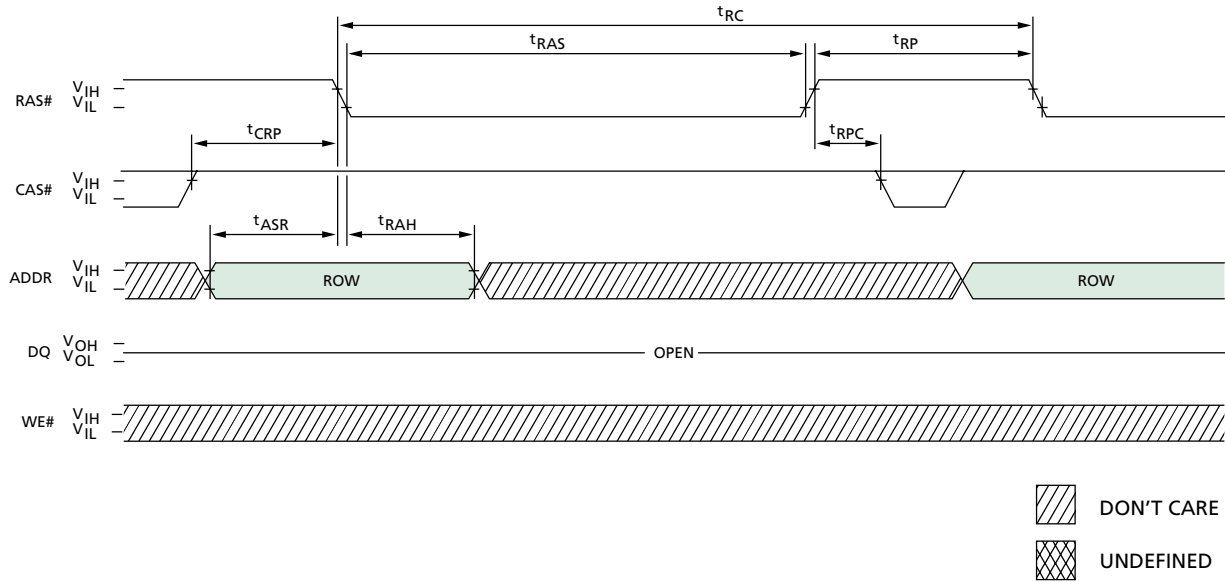 tRC
tRAS
tRP
RAS#
VIH
VIL
tCRP
tRPC
CAS#
VIH
VIL
tASR
tRAH
ADDR
VIH
VIL
ROW
ROW
DQ
VOH
VOL
OPEN
WE#
VIH
VIL
DON'T CARE
UNDEFINED